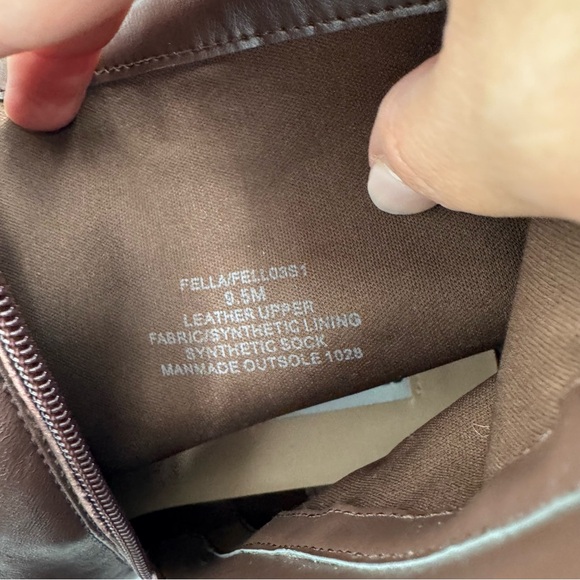 FELLA/FELL03S1
9.5M
LEATHER UPPER
FABRIC/SYNTHETIC LINING
SYNTHETIC SOCK
MANMADE OUTSOLE 1028